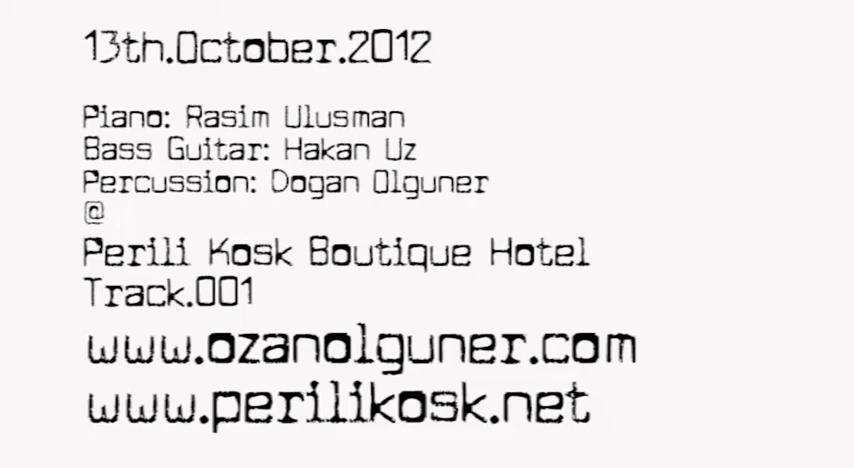 13th.October.2012
Piano: Rasim Ulusman
Bass Guitar: Hakan Uz
Percussion: Dogan Olguner
@
Perili Kosk Boutique Hotel
Track.001
www.ozanolguner.com
www.perilikosk.net